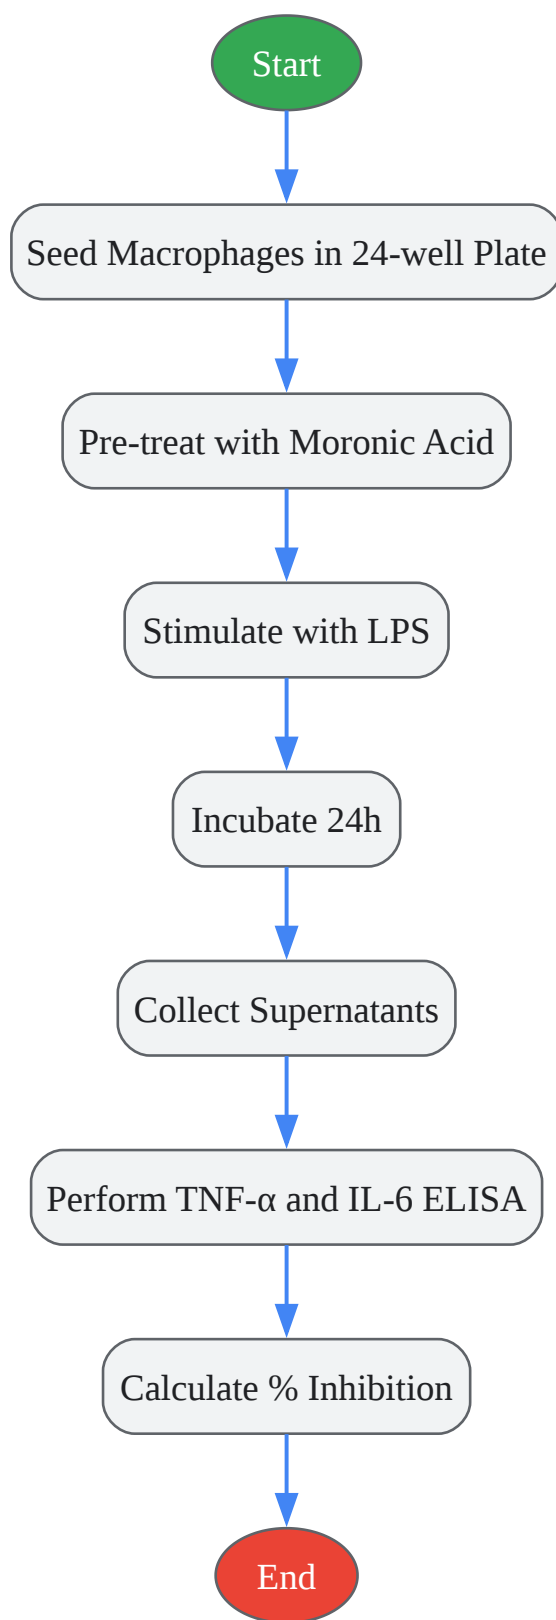 Start
Seed Macrophages in 24-well Plate
Pre-treat with Moronic Acid
Stimulate with LPS
Incubate 24h
Collect Supernatants
Perform TNF-α and IL-6 ELISA
Calculate % Inhibition
End